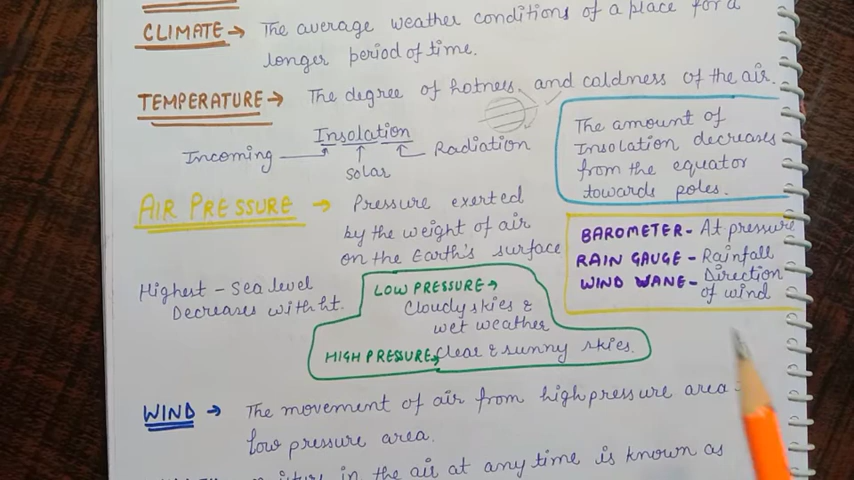 CLIMATE → The average weather conditions of a place for a
longer period of time.
TEMPERATURE → The degree of hotness and coldness of the air.
Insolation
Incoming
solar
Radiation
The amount of
Insolation decreases
from the equator
towards poles.
AIR PRESSURE → Pressure exerted
by the weight of air
on the Earth's surface
BAROMETER - At pressure
RAIN GAUGE - Rainfall
WIND WANE - Direction
of wind
Highest - Sea level
Decreases with ht.
LOW PRESSURE →
Cloudy skies &
wet weather
HIGH PRESSURE → Clear & sunny skies.
WIND → The movement of air from high pressure area
low pressure area.
in the air at any time is known as